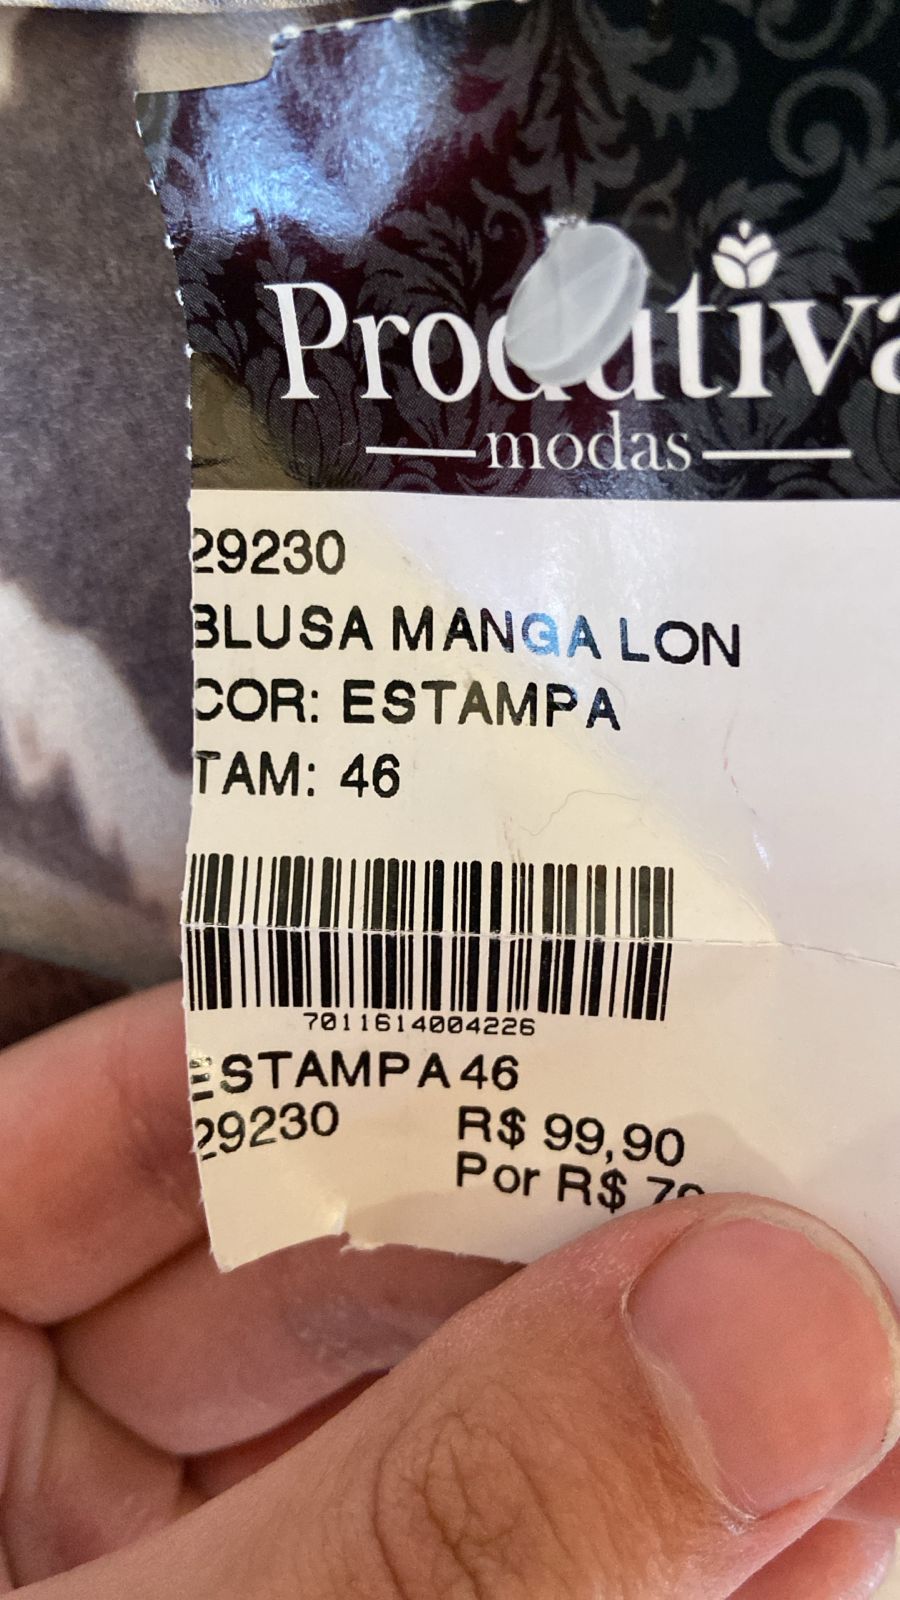 Produtiva
modas
29230
BLUSA MANGA LON
COR: ESTAMPA
TAM: 46
7011614004226
ESTAMPA 46
29230
R$ 99,90
Por R$